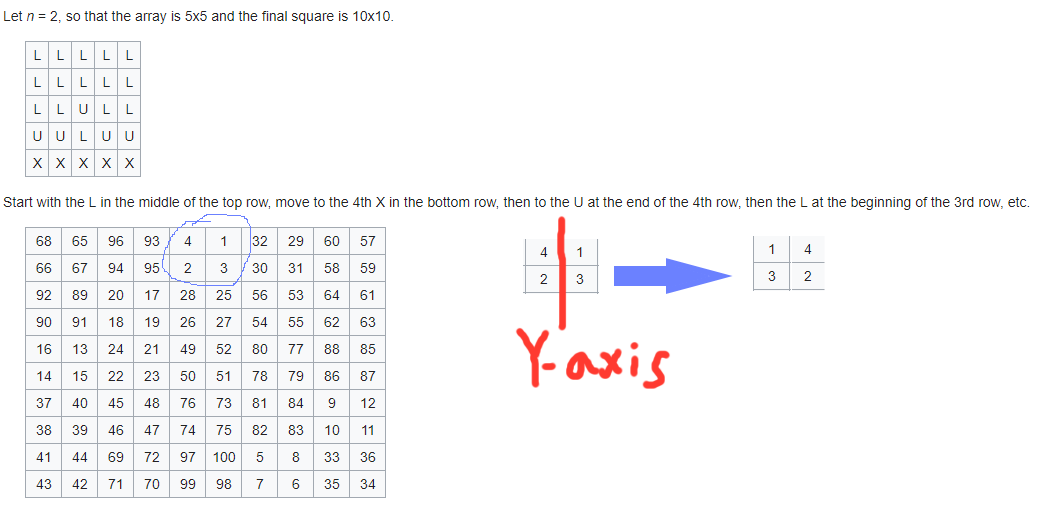 Let n = 2, so that the array is 5x5 and the final square is 10x10.
L L L L L
L L L L L
L L U L L
U U L U U
X X X X X
Start with the L in the middle of the top row, move to the 4th X in the bottom row, then to the U at the end of the 4th row, then the L at the beginning of the 3rd row, etc.
68 65 96 93 4 1 32 29 60 57
66 67 94 95 2 3 30 31 58 59
92 89 20 17 28 25 56 53 64 61
90 91 18 19 26 27 54 55 62 63
16 13 24 21 49 52 80 77 88 85
14 15 22 23 50 51 78 79 86 87
37 40 45 48 76 73 81 84 9 12
38 39 46 47 74 75 82 83 10 11
41 44 69 72 97 100 5 8 33 36
43 42 71 70 99 98 7 6 35 34
4 1
2 3
Y-axis
1 4
3 2